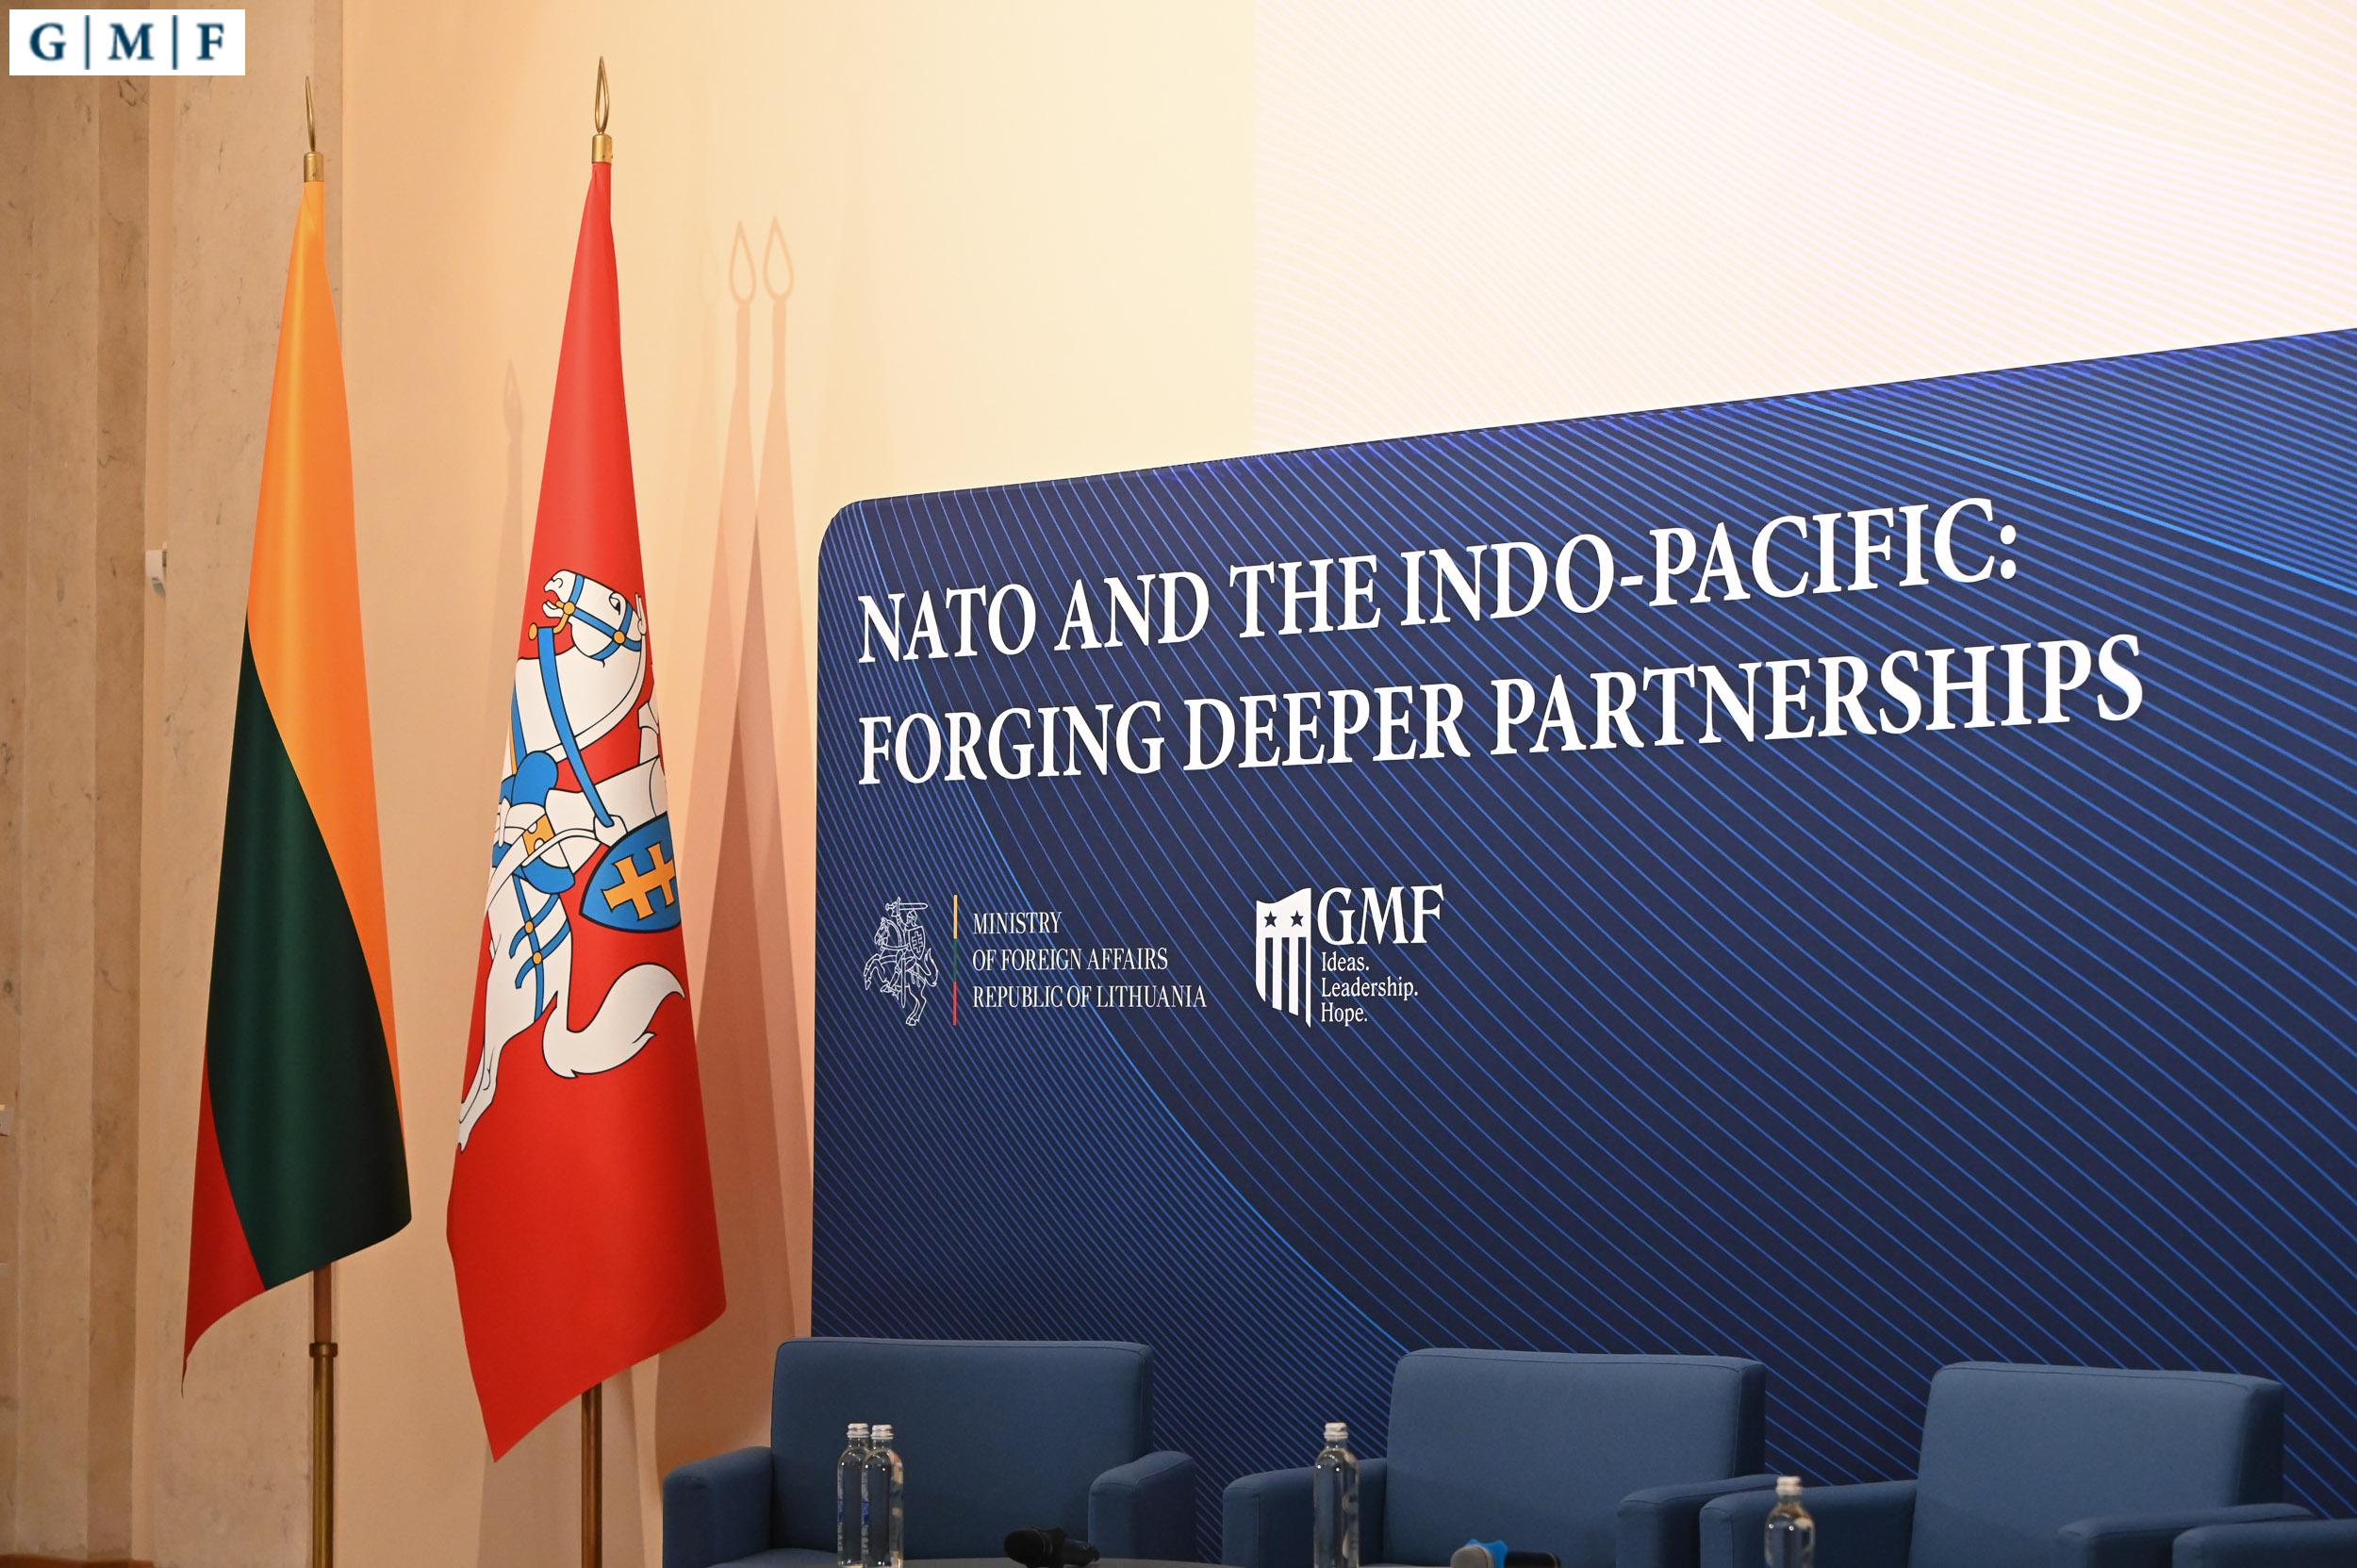 G|M|F
NATO AND THE INDO-PACIFIC:
FORGING DEEPER PARTNERSHIPS
MINISTRY
OF FOREIGN AFFAIRS
REPUBLIC OF LITHUANIA
GMF
Ideas.
Leadership.
Hope.